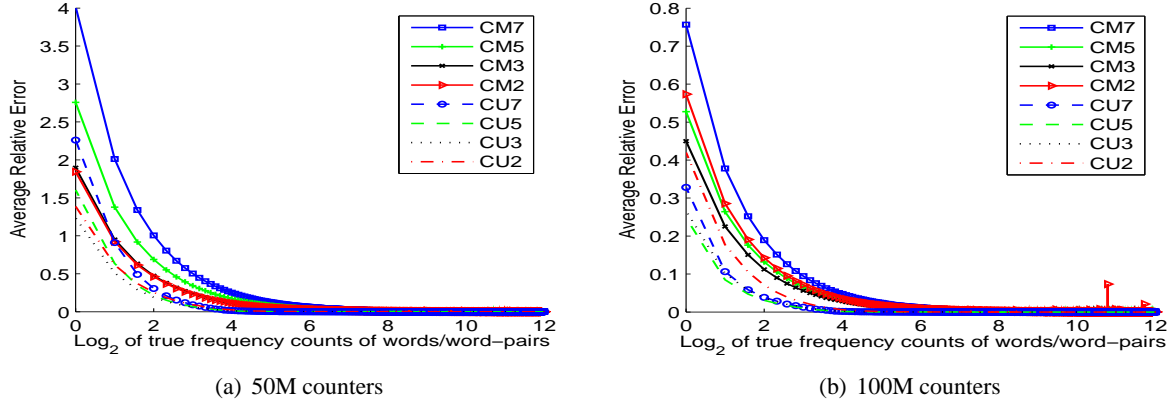 4
3.5
3
2.5
2
1.5
1
0.5
0
Average Relative Error
CM7
CM5
CM3
CM2
CU7
CU5
CU3
CU2
0 2 4 6 8 10 12
Log2 of true frequency counts of words/word−pairs
(a) 50M counters
0.8
0.7
0.6
0.5
0.4
0.3
0.2
0.1
0
Average Relative Error
CM7
CM5
CM3
CM2
CU7
CU5
CU3
CU2
0 2 4 6 8 10 12
Log2 of true frequency counts of words/word−pairs
(b) 100M counters